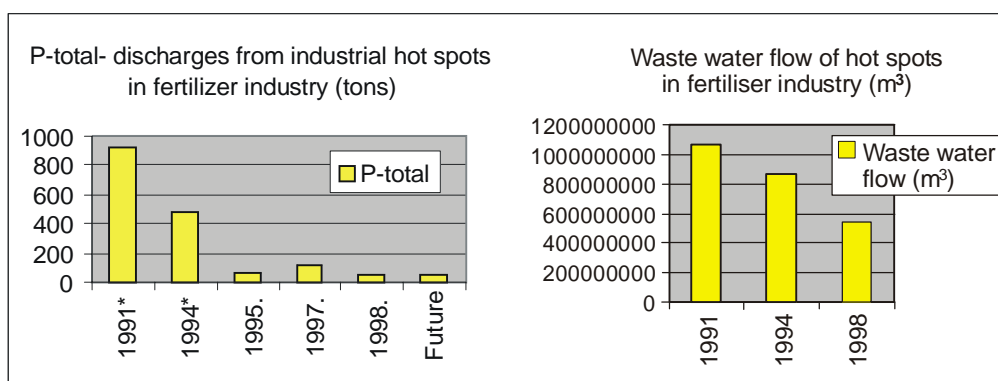 P-total- discharges from industrial hot spots
in fertilizer industry (tons)
1000
800
600
400
200
0
P-total
1991*
1994*
1995.
1997.
1998.
Future
Waste water flow of hot spots
in fertiliser industry (m³)
1200000000
1000000000
800000000
600000000
400000000
200000000
0
Waste water
flow (m³)
1991
1994
1998